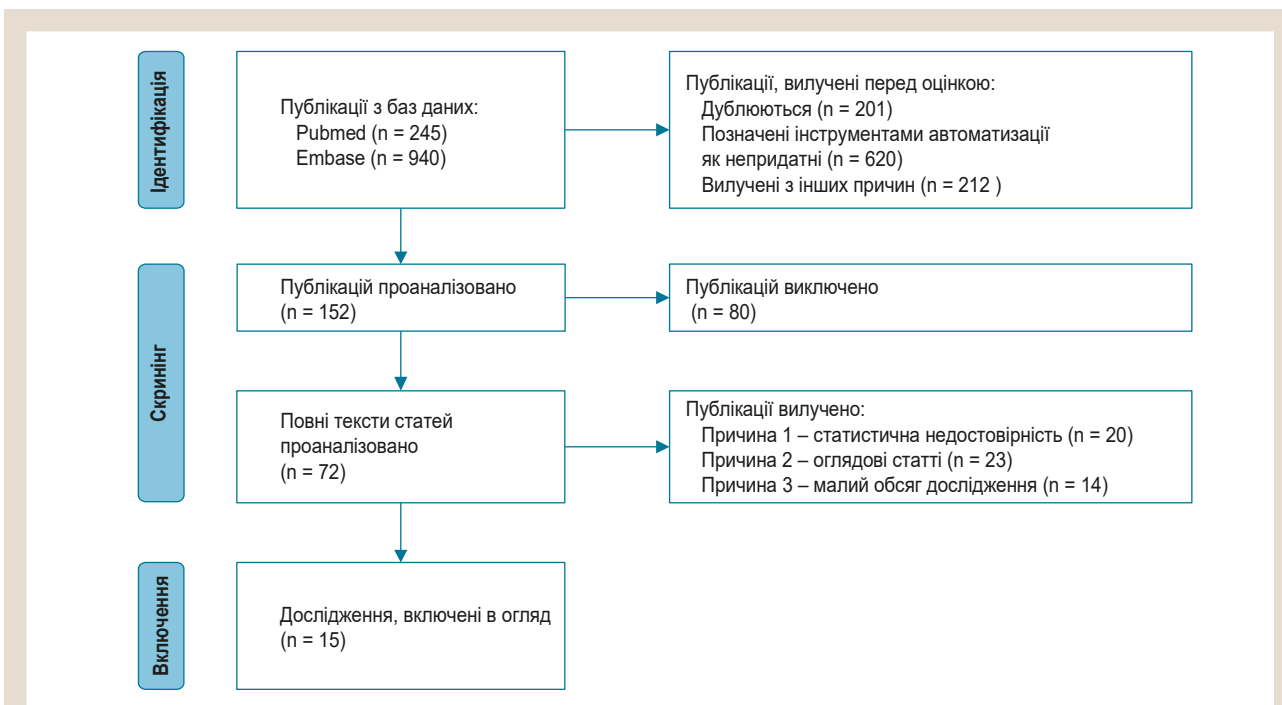 Ідентифікація
Публікації з баз даних:
Pubmed (n = 245)
Embase (n = 940)
Публікації, вилучені перед оцінкою:
Дублюються (n = 201)
Позначені інструментами автоматизації
як непридатні (n = 620)
Вилучені з інших причин (n = 212 )
Скринінг
Публікацій проаналізовано
(n = 152)
Публікацій виключено
(n = 80)
Повні тексти статей
проаналізовано
(n = 72)
Публікації вилучено:
Причина 1 – статистична недостовірність (n = 20)
Причина 2 – оглядові статті (n = 23)
Причина 3 – малий обсяг дослідження (n = 14)
Включення
Дослідження, включені в огляд
(n = 15)